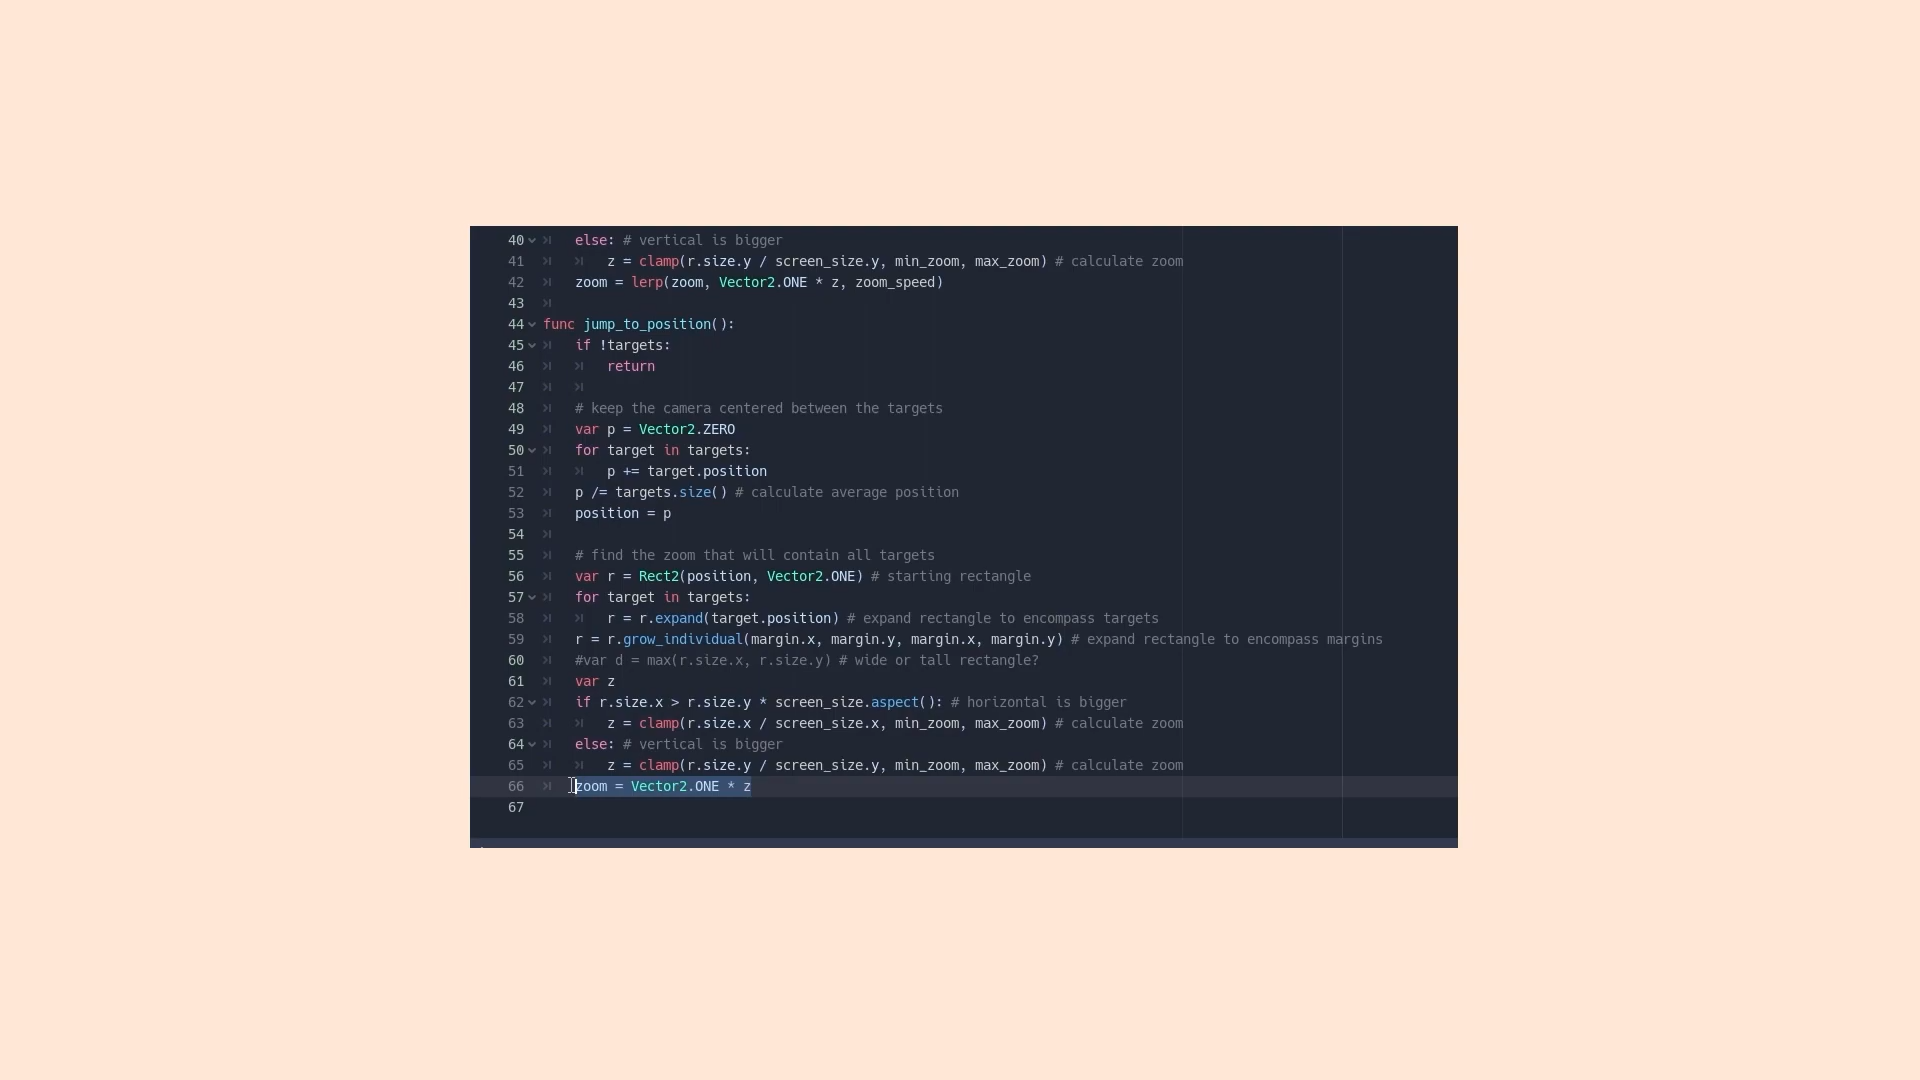 40 else: # vertical is bigger
41 z = clamp(r.size.y / screen_size.y, min_zoom, max_zoom) # calculate zoom
42 zoom = lerp(zoom, Vector2.ONE * z, zoom_speed)
43
44 func jump_to_position():
45 if !targets:
46 return
47
48 # keep the camera centered between the targets
49 var p = Vector2.ZERO
50 for target in targets:
51 p += target.position
52 p /= targets.size() # calculate average position
53 position = p
54
55 # find the zoom that will contain all targets
56 var r = Rect2(position, Vector2.ONE) # starting rectangle
57 for target in targets:
58 r = r.expand(target.position) # expand rectangle to encompass targets
59 r = r.grow_individual(margin.x, margin.y, margin.x, margin.y) # expand rectangle to encompass margins
60 #var d = max(r.size.x, r.size.y) # wide or tall rectangle?
61 var z
62 if r.size.x > r.size.y * screen_size.aspect(): # horizontal is bigger
63 z = clamp(r.size.x / screen_size.x, min_zoom, max_zoom) # calculate zoom
64 else: # vertical is bigger
65 z = clamp(r.size.y / screen_size.y, min_zoom, max_zoom) # calculate zoom
66 zoom = Vector2.ONE * z
67